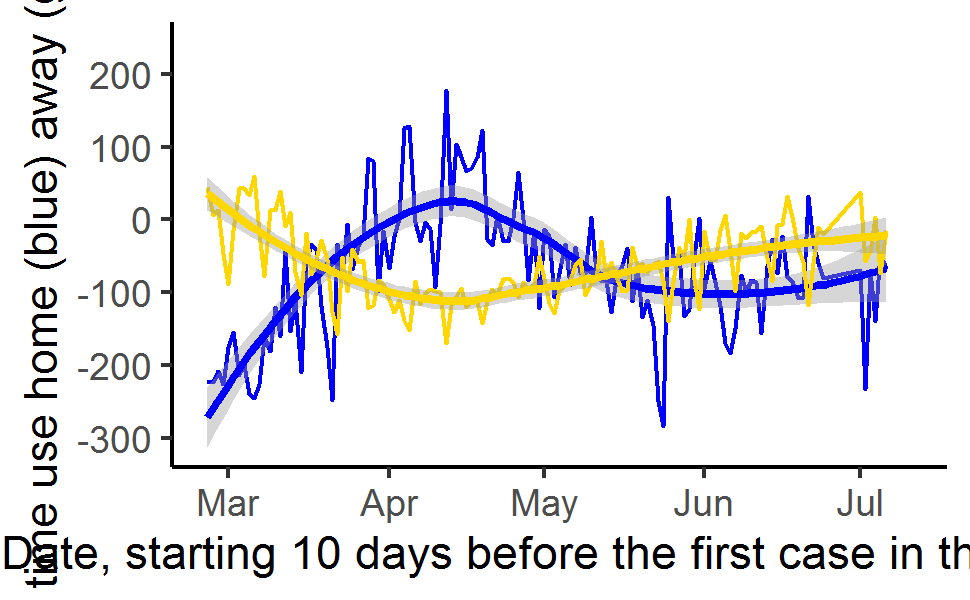 time use home (blue) away (
200
100
0
-100
-200
-300
Mar Apr May Jun Jul
Date, starting 10 days before the first case in th